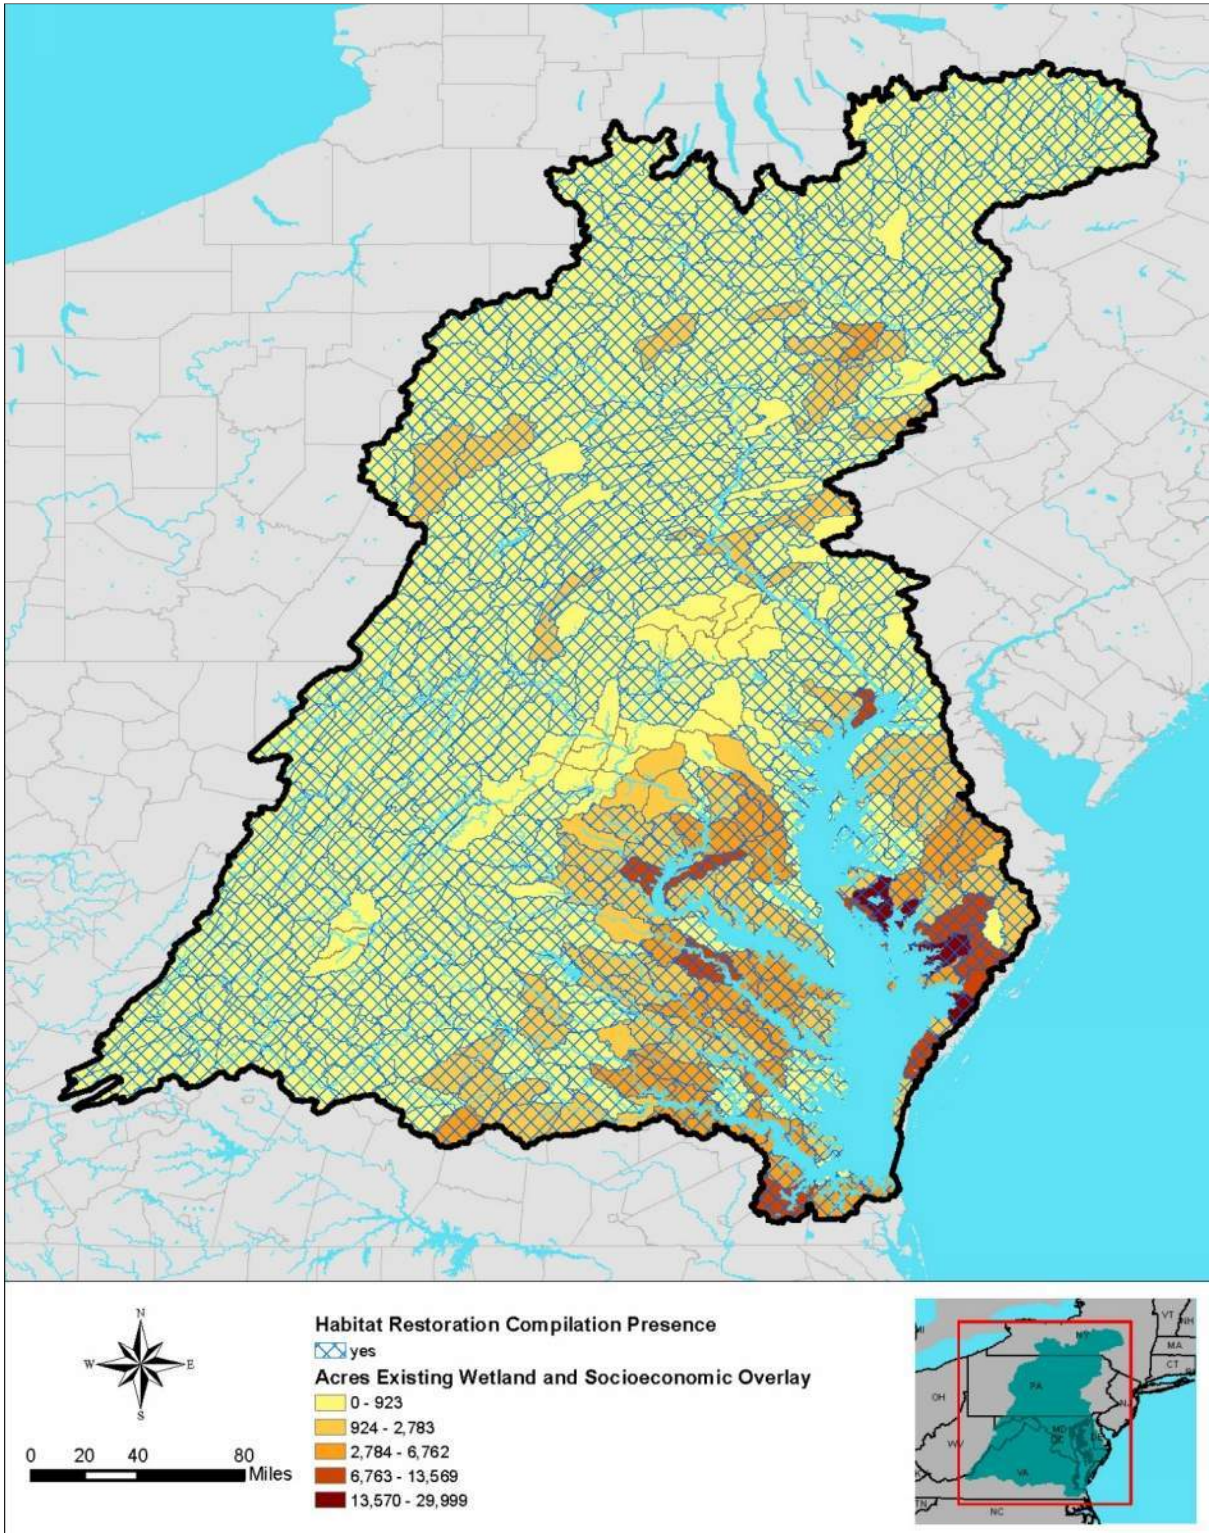 N
W E
S
0 20 40 80
Miles
Habitat Restoration Compilation Presence
yes
Acres Existing Wetland and Socioeconomic Overlay
0 - 923
924 - 2,783
2,784 - 6,762
6,763 - 13,569
13,570 - 29,999
MI
VT
NH
NY
MA
CT
PA
OH
NJ
MD
DE
WV
VA
TN
NC